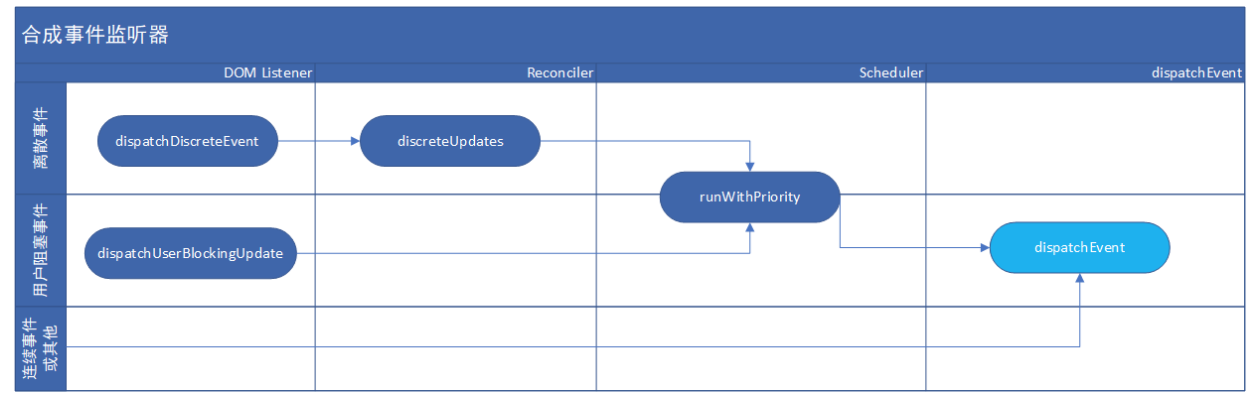 合成事件监听器
DOM Listener
Reconciler
Scheduler
dispatchEvent
离散事件
dispatchDiscreteEvent
discreteUpdates
runWithPriority
用户阻塞事件
dispatchUserBlockingUpdate
dispatchEvent
连续事件
或其他